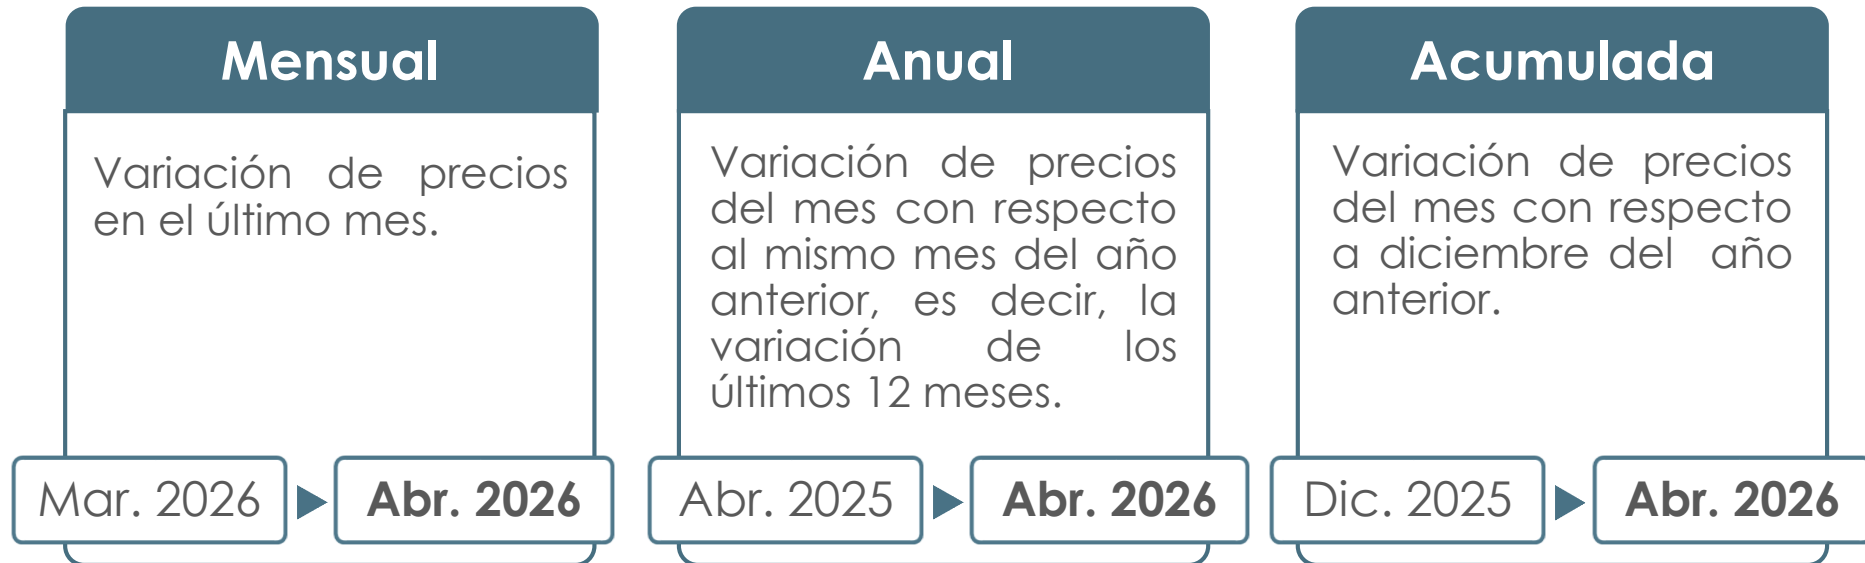 Mensual
Variación de precios
en el último mes.
Mar. 2026
Abr. 2026
Anual
Variación de precios
del mes con respecto
al mismo mes del año
anterior, es decir, la
variación de los
últimos 12 meses.
Abr. 2025
Abr. 2026
Acumulada
Variación de precios
del mes con respecto
a diciembre del año
anterior.
Dic. 2025
Abr. 2026